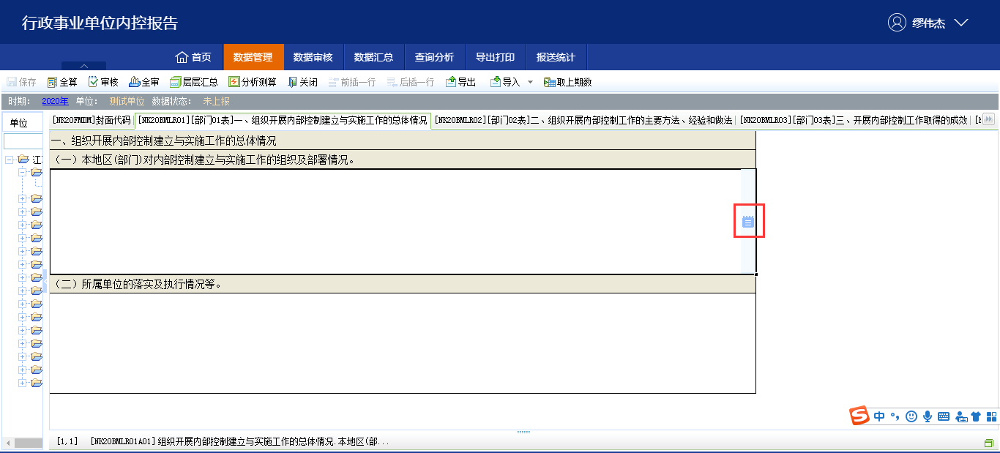 行政事业单位内控报告
缪伟杰
首页 数据管理 数据审核 数据汇总 查询分析 导出打印 报送统计
保存 全算 审核 全审 层层汇总 分析测算 关闭 前插一行 后插一行 导出 导入 取上期数
时期： 2020年 单位： 测试单位 数据状态： 未上报
单位
[NK20FMDM]封面代码 [NK20BMLR01][部门01表]一、组织开展内部控制建立与实施工作的总体情况 [NK20BMLR02][部门02表]二、组织开展内部控制工作的主要方法、经验和做法 [NK20BMLR03][部门03表]三、开展内部控制工作取得的成效
一、组织开展内部控制建立与实施工作的总体情况
（一）本地区(部门)对内部控制建立与实施工作的组织及部署情况。
（二）所属单位的落实及执行情况等。
中
[1,1] [NK20BMLR01A01]组织开展内部控制建立与实施工作的总体情况.本地区(部...